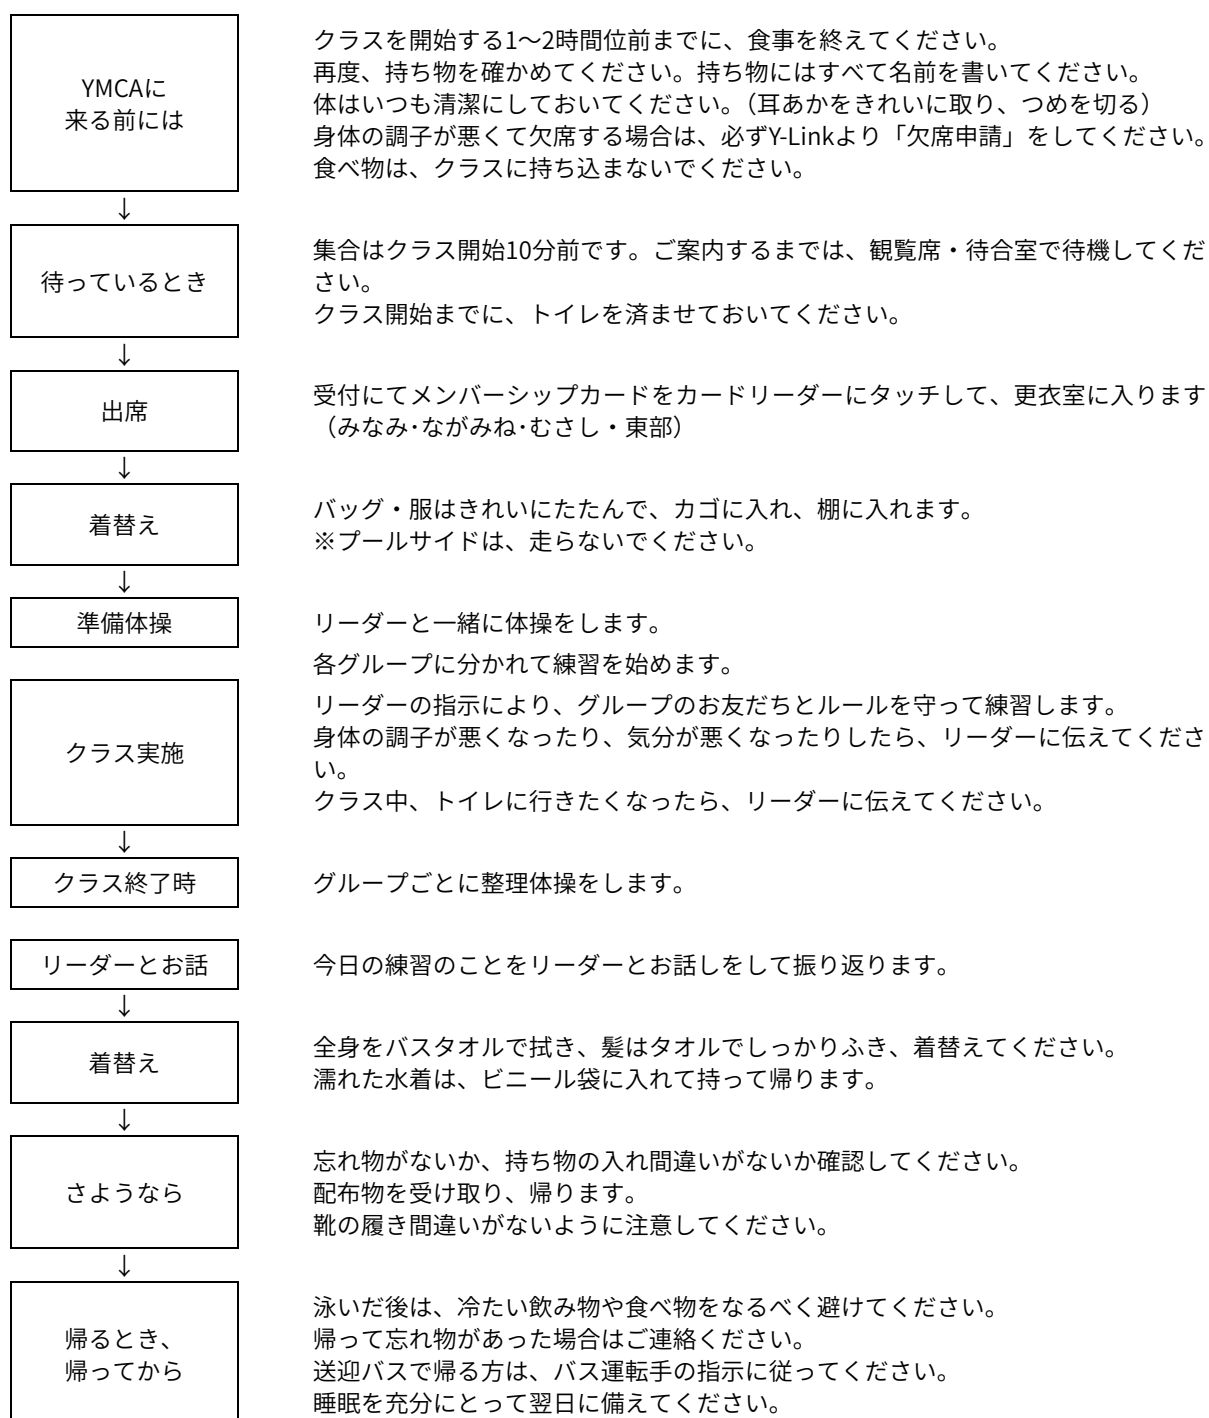 YMCAに
来る前には
クラスを開始する1～2時間位前までに、食事を終えてください。
再度、持ち物を確かめてください。持ち物にはすべて名前を書いてください。
体はいつも清潔にしておいてください。（耳あかをきれいに取り、つめを切る）
身体の調子が悪くて欠席する場合は、必ずY-Linkより「欠席申請」をしてください。
食べ物は、クラスに持ち込まないでください。
↓
待っているとき
集合はクラス開始10分前です。ご案内するまでは、観覧席・待合室で待機してくだ
さい。
クラス開始までに、トイレを済ませておいてください。
↓
出席
受付にてメンバーシップカードをカードリーダーにタッチして、更衣室に入ります
（みなみ･ながみね･むさし・東部）
↓
着替え
バッグ・服はきれいにたたんで、カゴに入れ、棚に入れます。
※プールサイドは、走らないでください。
↓
準備体操
リーダーと一緒に体操をします。
各グループに分かれて練習を始めます。
クラス実施
リーダーの指示により、グループのお友だちとルールを守って練習します。
身体の調子が悪くなったり、気分が悪くなったりしたら、リーダーに伝えてくださ
い。
クラス中、トイレに行きたくなったら、リーダーに伝えてください。
↓
クラス終了時
グループごとに整理体操をします。
リーダーとお話
今日の練習のことをリーダーとお話しをして振り返ります。
↓
着替え
全身をバスタオルで拭き、髪はタオルでしっかりふき、着替えてください。
濡れた水着は、ビニール袋に入れて持って帰ります。
↓
さようなら
忘れ物がないか、持ち物の入れ間違いがないか確認してください。
配布物を受け取り、帰ります。
靴の履き間違いがないように注意してください。
↓
帰るとき、
帰ってから
泳いだ後は、冷たい飲み物や食べ物をなるべく避けてください。
帰って忘れ物があった場合はご連絡ください。
送迎バスで帰る方は、バス運転手の指示に従ってください。
睡眠を充分にとって翌日に備えてください。